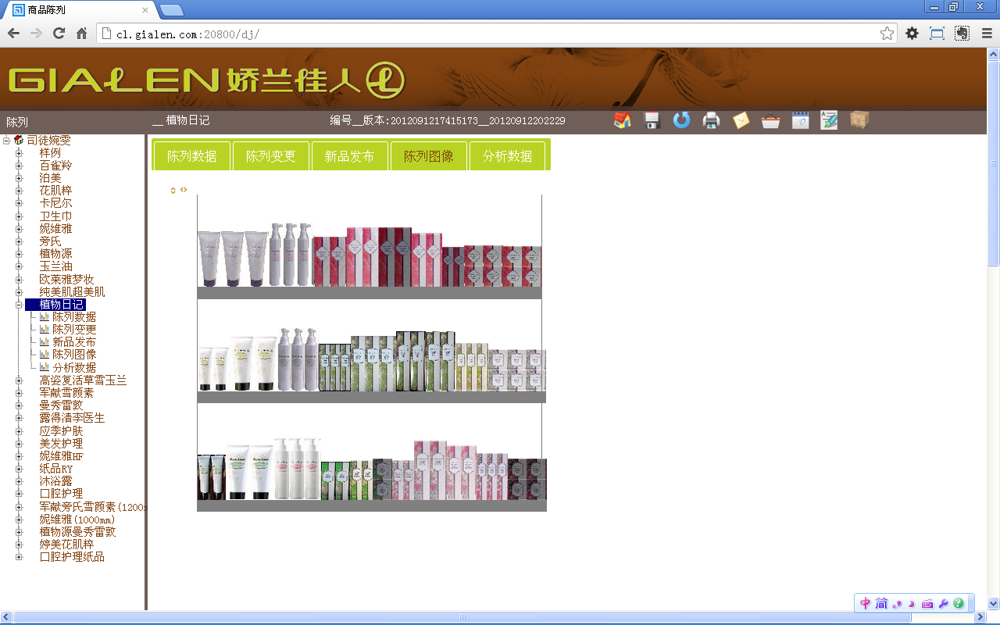 商品陈列
cl.gialen.com:20800/dj/
GIALEN 娇兰佳人
陈列
__ 植物日记
编号__版本:2012091217415173__20120912202229
司徒婉雯
样例
百雀羚
泊美
花肌粹
卡尼尔
卫生巾
妮维雅
旁氏
植物源
玉兰油
欧莱雅梦妆
纯美肌超美肌
植物日记
陈列数据
陈列变更
新品发布
陈列图像
分析数据
高姿复活草雪玉兰
军献雪颜素
曼秀雷敦
露得清李医生
应季护肤
美发护理
妮维雅HF
纸品RY
沐浴露
口腔护理
军献旁氏雪颜素(1200
妮维雅(1000mm)
植物源曼秀雷敦
婷美花肌粹
口腔护理纸品
陈列数据 陈列变更 新品发布 陈列图像 分析数据
中 简